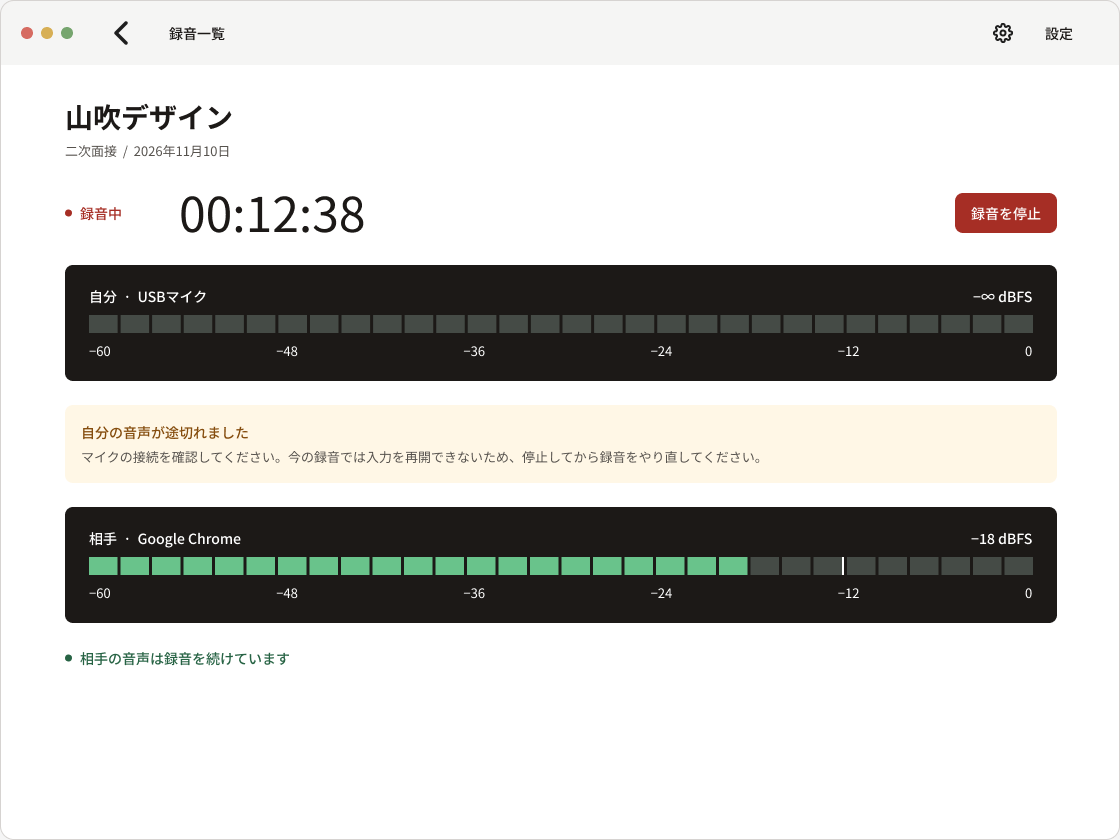 録音一覧
設定
山吹デザイン
二次面接 / 2026年11月10日
録音中
00:12:38
録音を停止
自分 · USBマイク
−∞ dBFS
−60 −48 −36 −24 −12 0
自分の音声が途切れました
マイクの接続を確認してください。今の録音では入力を再開できないため、停止してから録音をやり直してください。
相手 · Google Chrome
−18 dBFS
−60 −48 −36 −24 −12 0
相手の音声は録音を続けています